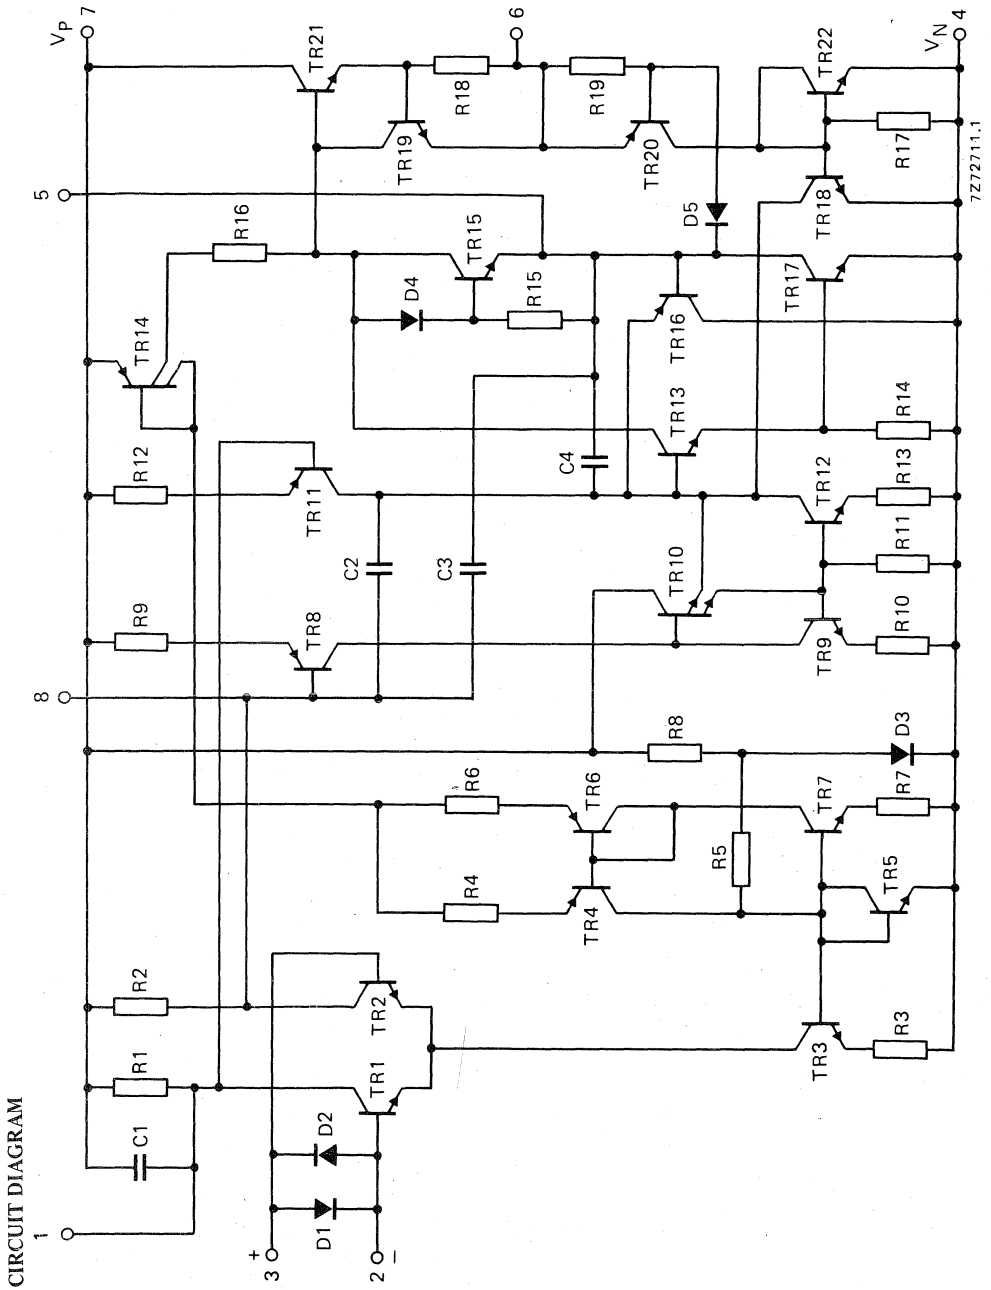 CIRCUIT DIAGRAM
1
8
5
VP 7
C1
R1
R2
R9
R12
TR14
R16
TR21
6
3 +
2 −
D1
D2
TR1
TR2
TR8
TR11
C2
C3
C4
D4
TR15
R15
TR19
R18
R19
TR20
R4
R6
TR4
TR6
R5
R8
TR10
TR13
TR16
D5
TR3
TR5
TR7
TR9
TR12
TR17
TR18
TR22
R3
R7
D3
R10
R11
R13
R14
R17
VN 4
7Z72711.1